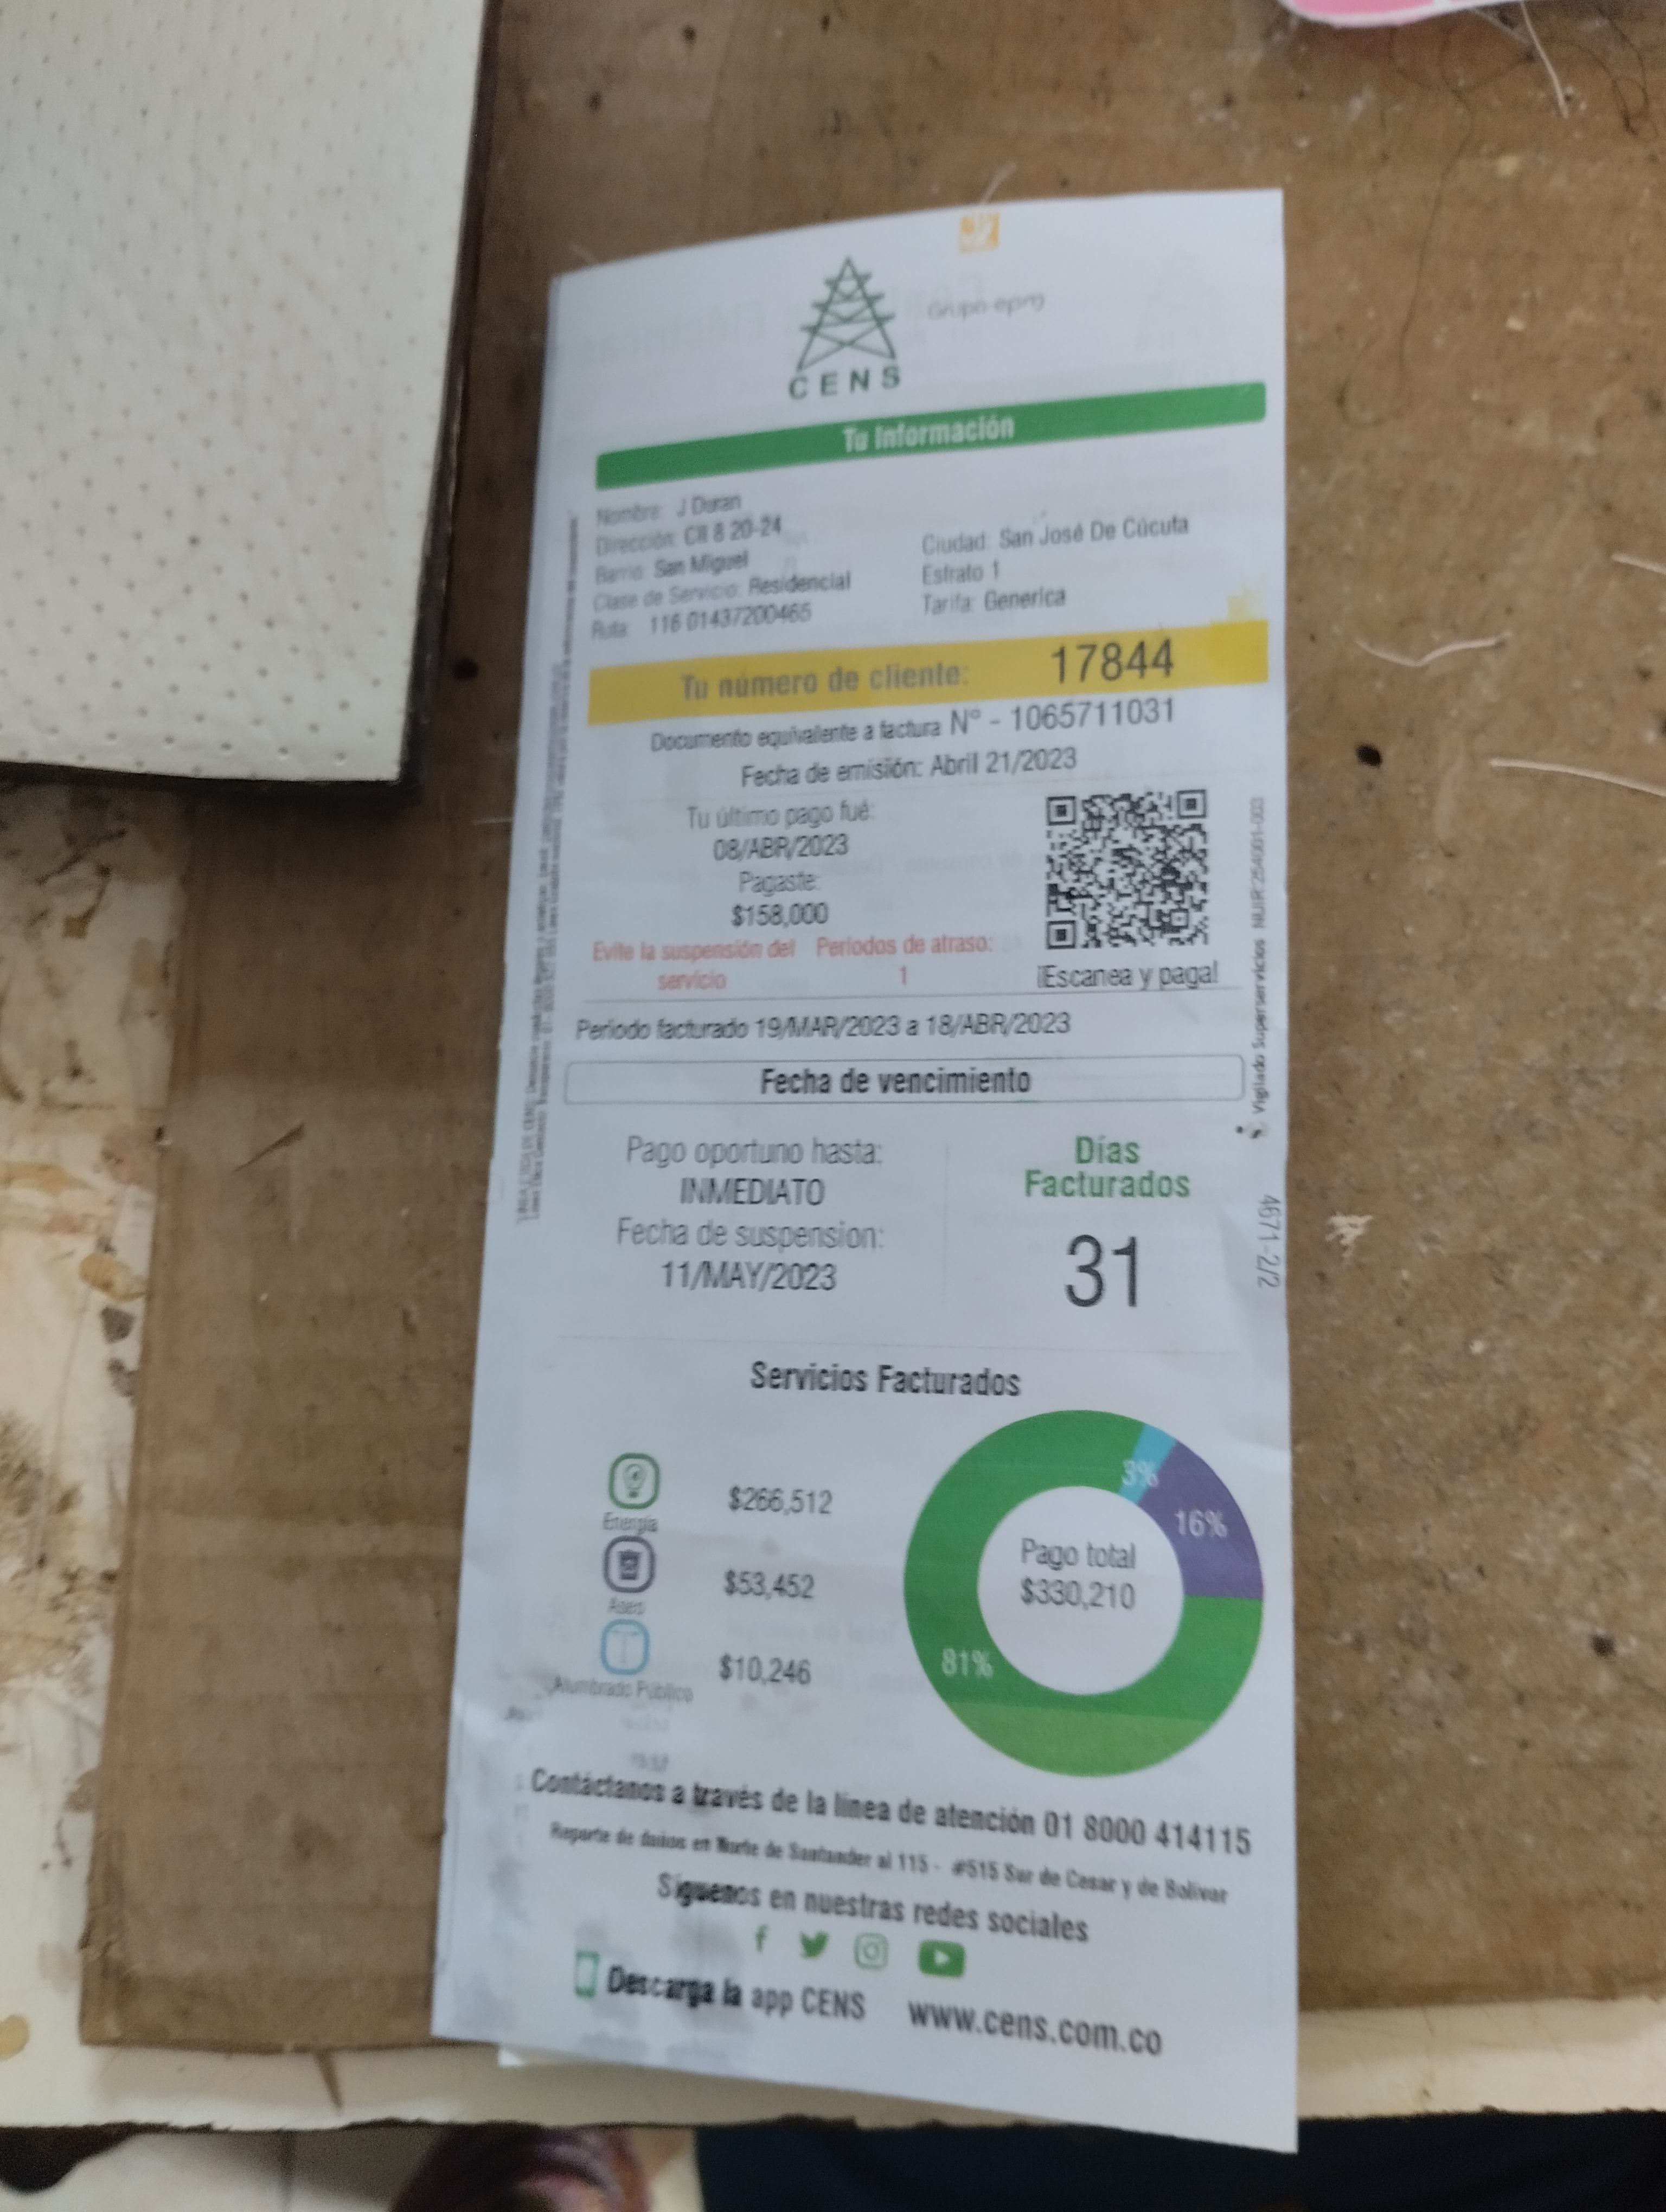 Grupo·epm
CENS
Tu Información
Nombre: J Duran
Dirección: Cll 8 20-24
Barrio: San Miguel
Clase de Servicio: Residencial
Ruta: 116 01437200465
Ciudad: San José De Cúcuta
Estrato 1
Tarifa: Generica
Tu número de cliente: 17844
Documento equivalente a factura N° - 1065711031
Fecha de emisión: Abril 21/2023
Tu último pago fué:
08/ABR/2023
Pagaste:
$158,000
Evite la suspensión del servicio
Periodos de atraso:
1
¡Escanea y paga!
Vigilado Superservicios NUIR:254001-003
Periodo facturado 19/MAR/2023 a 18/ABR/2023
Fecha de vencimiento
Pago oportuno hasta:
INMEDIATO
Fecha de suspension:
11/MAY/2023
Días
Facturados
31
4671-2/2
Servicios Facturados
Energía $266,512
Aseo $53,452
Alumbrado Público $10,246
3%
16%
81%
Pago total
$330,210
Contáctanos a través de la línea de atención 01 8000 414115
Reporte de daños en Norte de Santander al 115 - #515 Sur de Cesar y de Bolívar
Síguenos en nuestras redes sociales
Descarga la app CENS www.cens.com.co